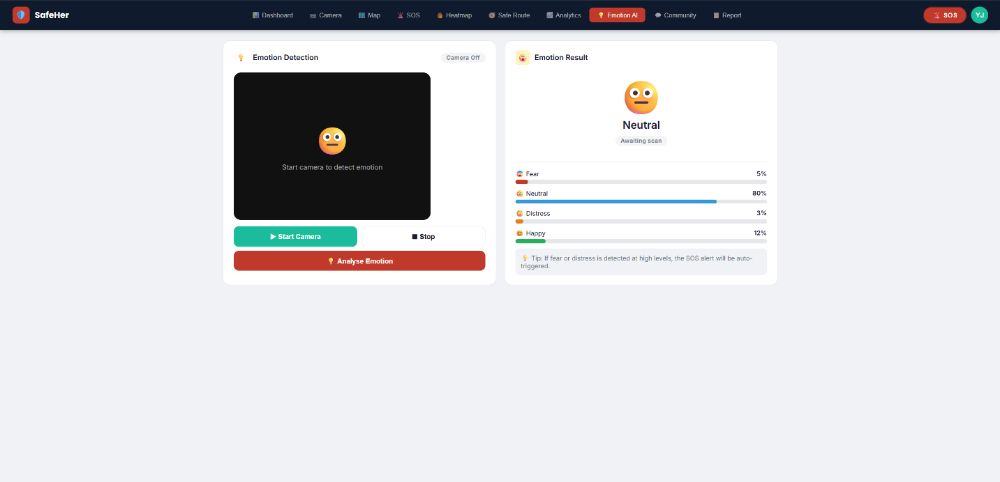 SafeHer
Dashboard
Camera
Map
SOS
Heatmap
Safe Route
Analytics
Emotion AI
Community
Report
SOS
YJ
Emotion Detection
Camera Off
Start camera to detect emotion
▶ Start Camera
■ Stop
Analyse Emotion
Emotion Result
Neutral
Awaiting scan
Fear 5%
Neutral 80%
Distress 3%
Happy 12%
Tip: If fear or distress is detected at high levels, the SOS alert will be auto-
triggered.